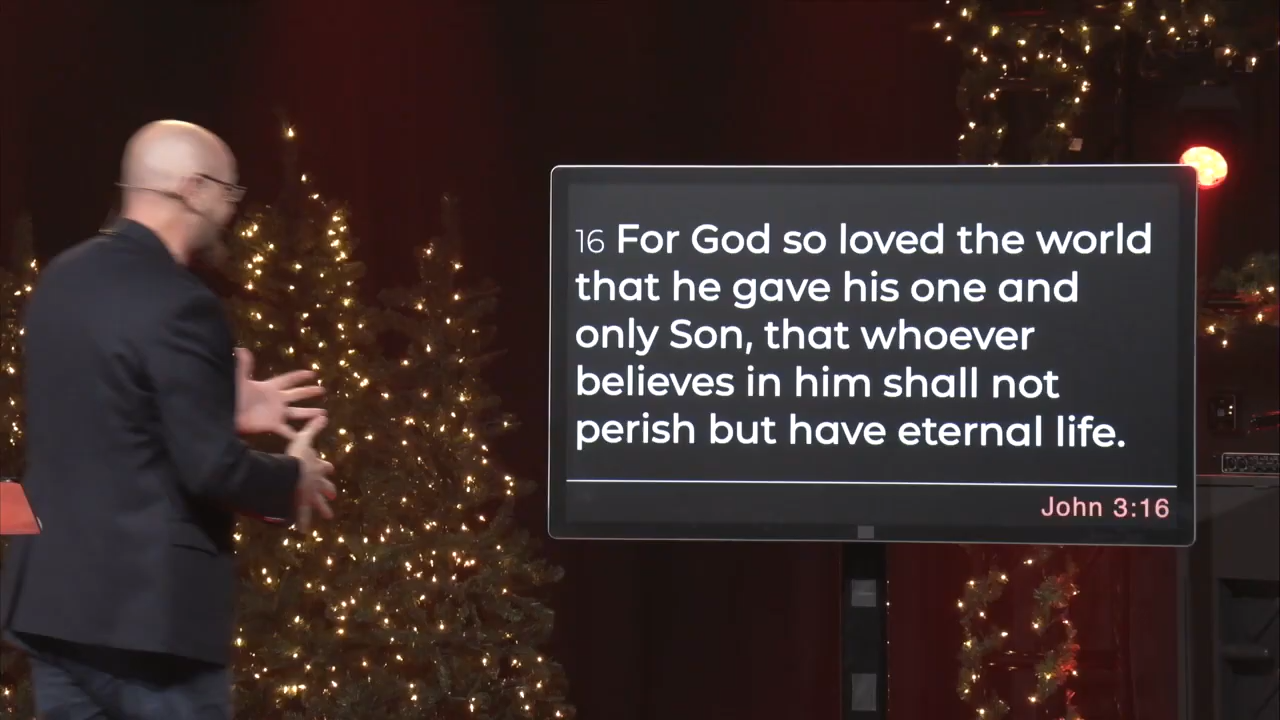 16 For God so loved the world
that he gave his one and
only Son, that whoever
believes in him shall not
perish but have eternal life.
John 3:16